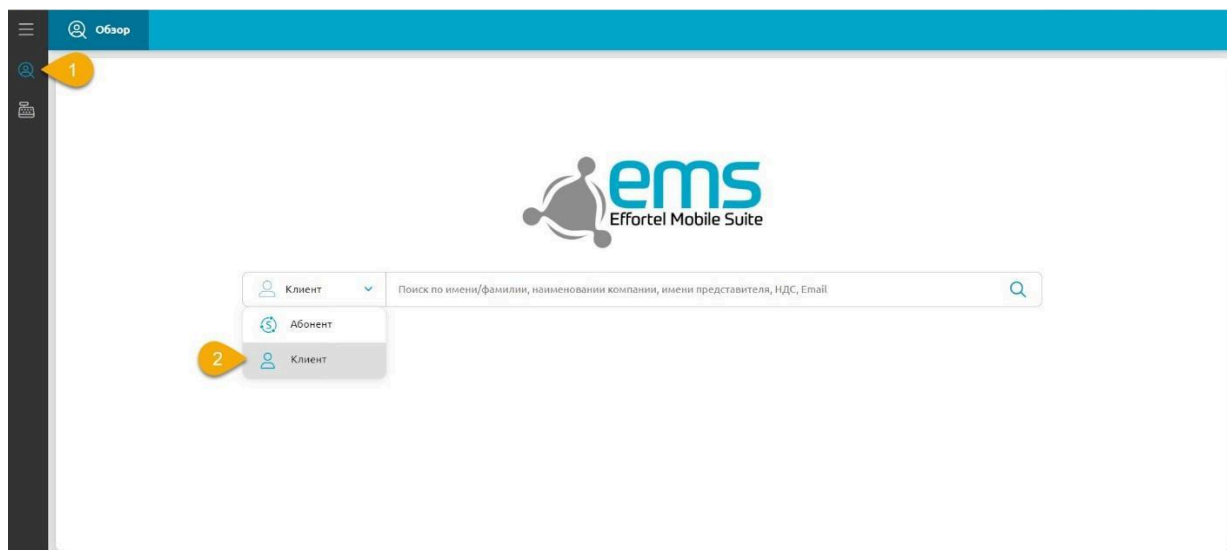 Обзор
1
ems
Effortel Mobile Suite
Клиент
Поиск по имени/фамилии, наименовании компании, имени представителя, НДС, Email
Абонент
2
Клиент